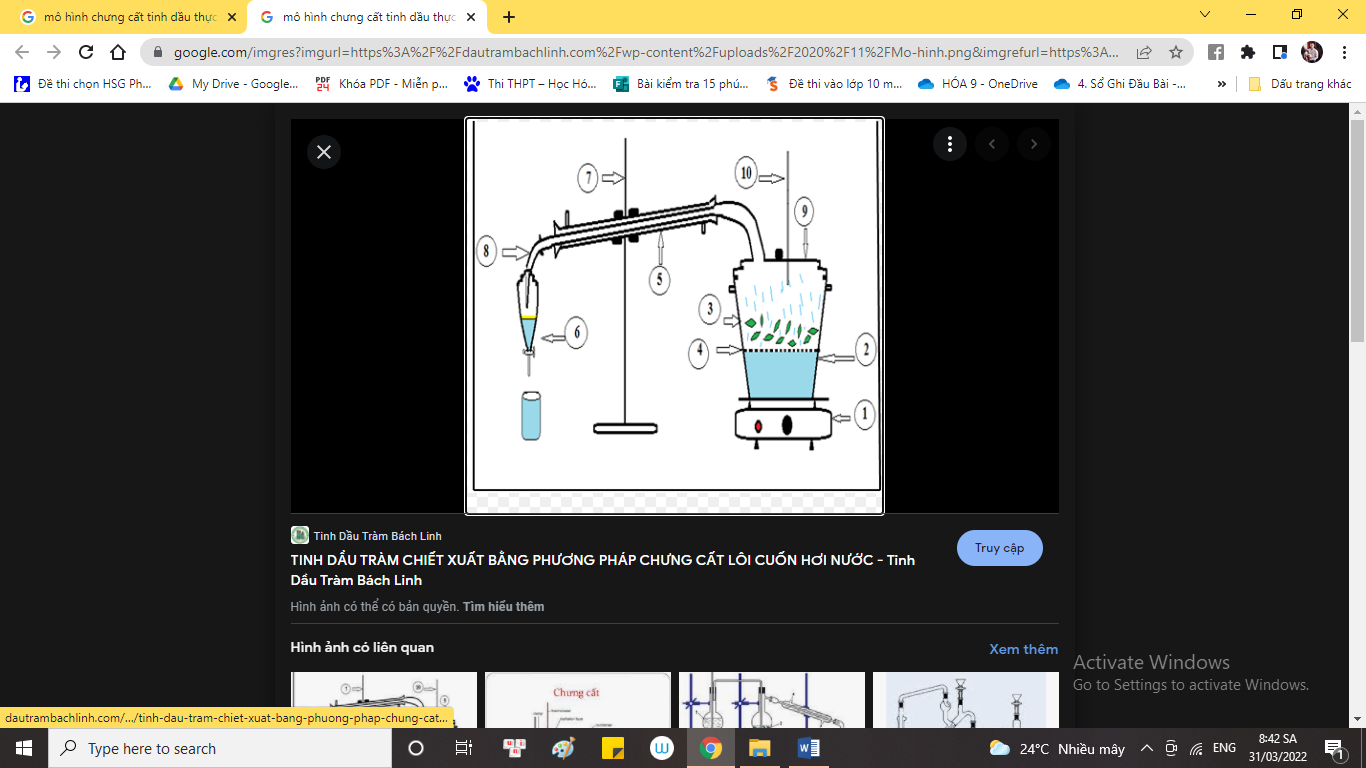 mô hình chưng cất tinh dầu thực
mô hình chưng cất tinh dầu thực
google.com/imgres?imgurl=https%3A%2F%2Fdautrambachlinh.com%2Fwp-content%2Fuploads%2F2020%2F11%2FMo-hinh.png&imgrefurl=https%3A...
Đề thi chọn HSG Ph...
My Drive - Google...
PDF 24
Khóa PDF - Miễn p...
Thi THPT – Học Hó...
Bài kiểm tra 15 phú...
Đề thi vào lớp 10 m...
HÓA 9 - OneDrive
4. Sổ Ghi Đầu Bài -...
»
Dấu trang khác
7
10
9
8
5
3
6
4
2
1
Tinh Dầu Tràm Bách Linh
TINH DẦU TRÀM CHIẾT XUẤT BẰNG PHƯƠNG PHÁP CHƯNG CẤT LÔI CUỐN HƠI NƯỚC - Tinh
Dầu Tràm Bách Linh
Truy cập
Hình ảnh có thể có bản quyền. Tìm hiểu thêm
Hình ảnh có liên quan
Xem thêm
Chưng cất
Activate Windows
Go to Settings to activate Windows.
dautrambachlinh.com/.../tinh-dau-tram-chiet-xuat-bang-phuong-phap-chung-cat...
Type here to search
24°C Nhiều mây
ENG
8:42 SA
31/03/2022
1